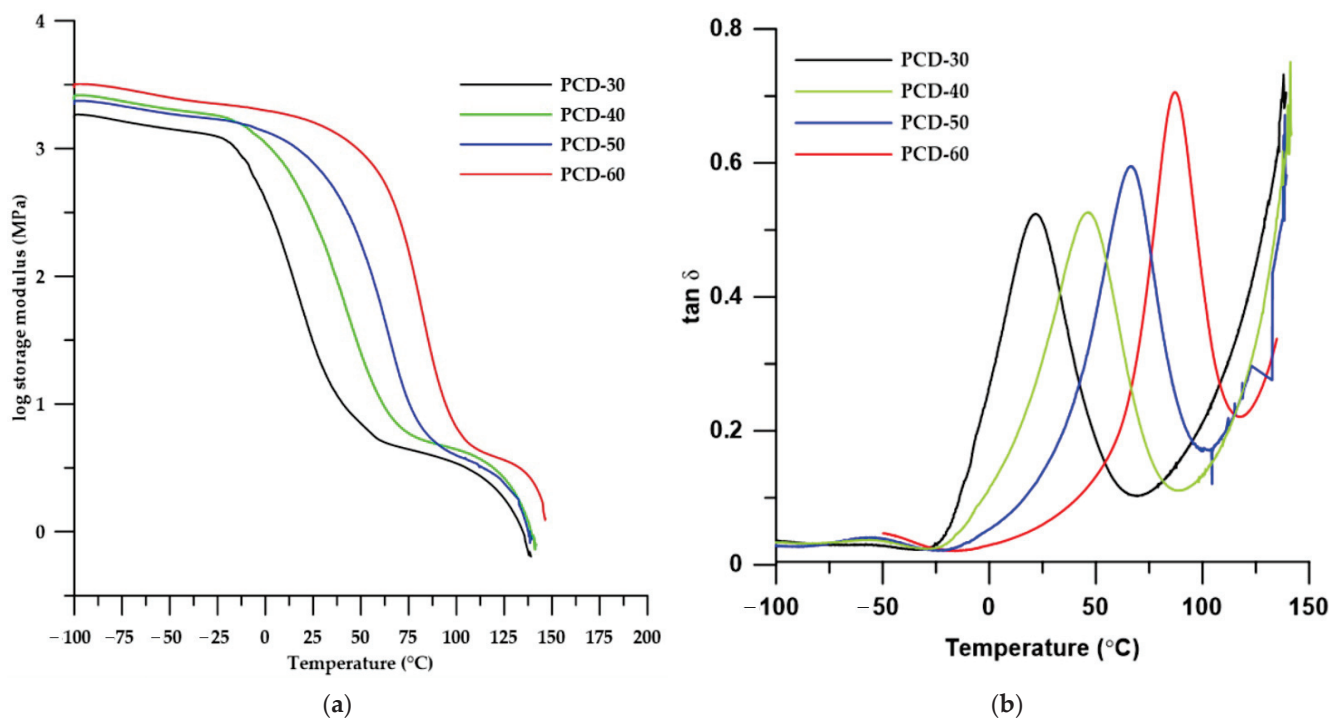 4
3
2
1
0
log storage modulus (MPa)
PCD-30
PCD-40
PCD-50
PCD-60
−100 −75 −50 −25 0 25 50 75 100 125 150 175 200
Temperature (°C)
(a)
0.8
0.6
0.4
0.2
0
tan δ
PCD-30
PCD-40
PCD-50
PCD-60
−100 −50 0 50 100 150
Temperature (°C)
(b)